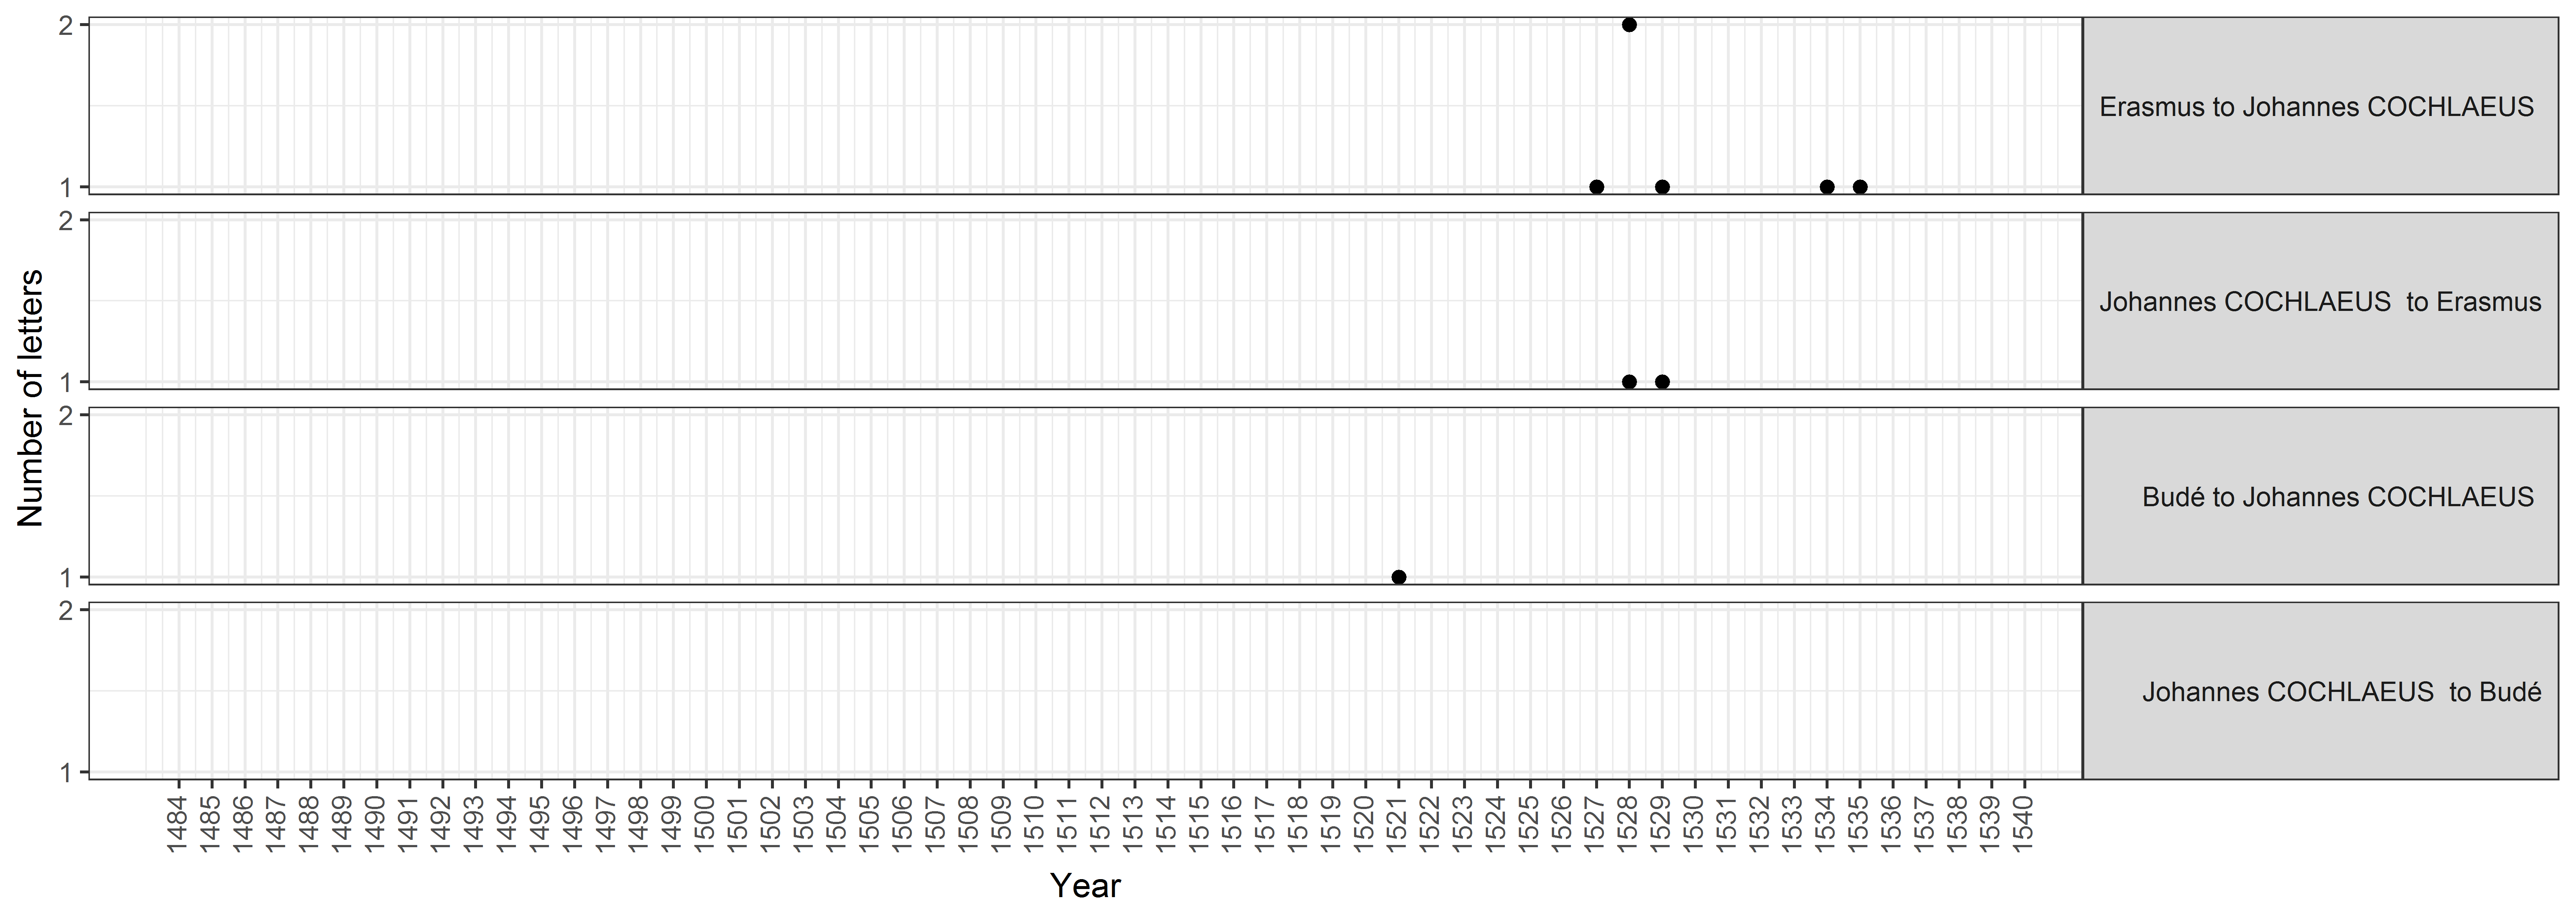 Number of letters
2
1
Erasmus to Johannes COCHLAEUS
2
1
Johannes COCHLAEUS  to Erasmus
2
1
Budé to Johannes COCHLAEUS
2
1
Johannes COCHLAEUS  to Budé
1484 1485 1486 1487 1488 1489 1490 1491 1492 1493 1494 1495 1496 1497 1498 1499 1500 1501 1502 1503 1504 1505 1506 1507 1508 1509 1510 1511 1512 1513 1514 1515 1516 1517 1518 1519 1520 1521 1522 1523 1524 1525 1526 1527 1528 1529 1530 1531 1532 1533 1534 1535 1536 1537 1538 1539 1540
Year